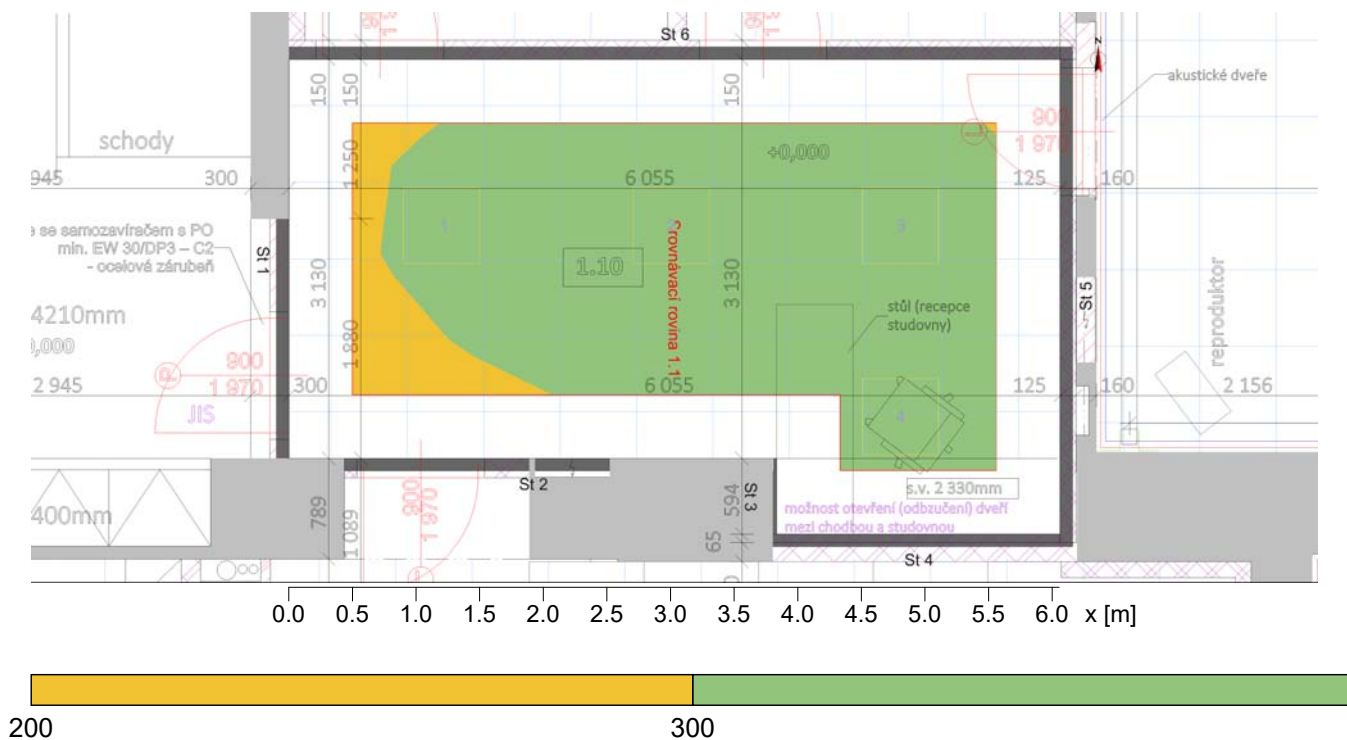 St 6
z
akustické dveře
150
150
150
900
1 970
schody
+0,000
1 250
945
300
6 055
125
160
1
2
3
e se samozavíračem s PO
min. EW 30/DP3 – C2
- ocelová zárubeň
St 1
1.10
Srovnávací rovina 1.1
3 130
3 130
stůl (recepce
studovny)
St 5
reproduktor
4210mm
,000
1 880
900
1 970
2 945
300
6 055
125
160
2 156
JIS
4
St 2
s.v. 2 330mm
možnost otevření (odbzučení) dveří
mezi chodbou a studovnou
400mm
789
1 089
900
1 970
594
St 3
65
St 4
0.0 0.5 1.0 1.5 2.0 2.5 3.0 3.5 4.0 4.5 5.0 5.5 6.0 x [m]
200 300